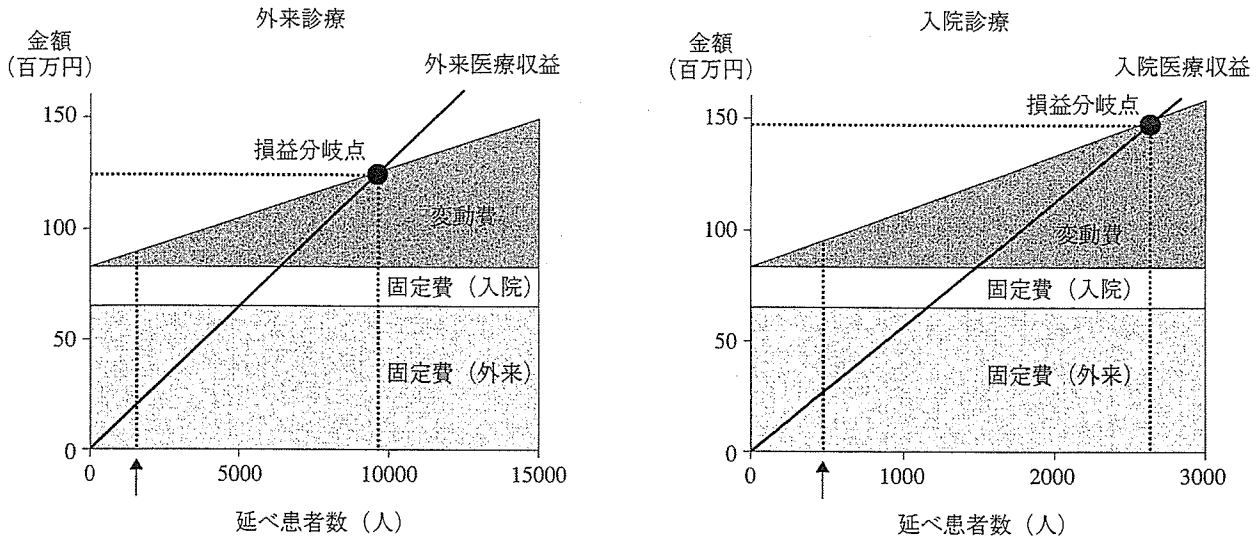 外来診療
金額
（百万円）
外来医療収益
150
損益分岐点
変動費
100
固定費（入院）
50
固定費（外来）
0
0
5000
10000
15000
延べ患者数（人）
入院診療
金額
（百万円）
入院医療収益
損益分岐点
150
変動費
100
固定費（入院）
50
固定費（外来）
0
0
1000
2000
3000
延べ患者数（人）